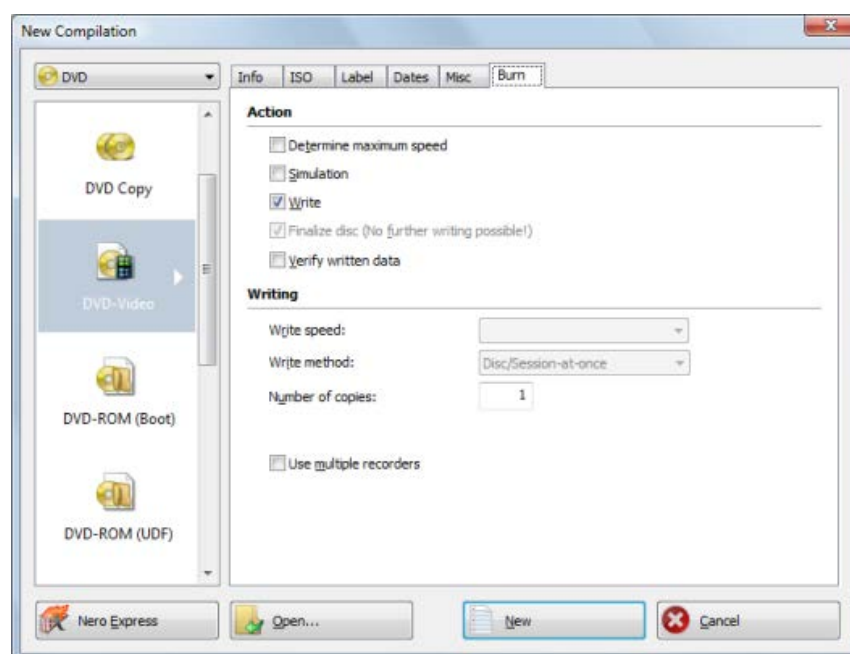 New Compilation
DVD
Info ISO Label Dates Misc Burn
DVD Copy
DVD-Video
DVD-ROM (Boot)
DVD-ROM (UDF)
Action
Determine maximum speed
Simulation
Write
Finalize disc (No further writing possible!)
Verify written data
Writing
Write speed:
Write method: Disc/Session-at-once
Number of copies: 1
Use multiple recorders
Nero Express Open... New Cancel